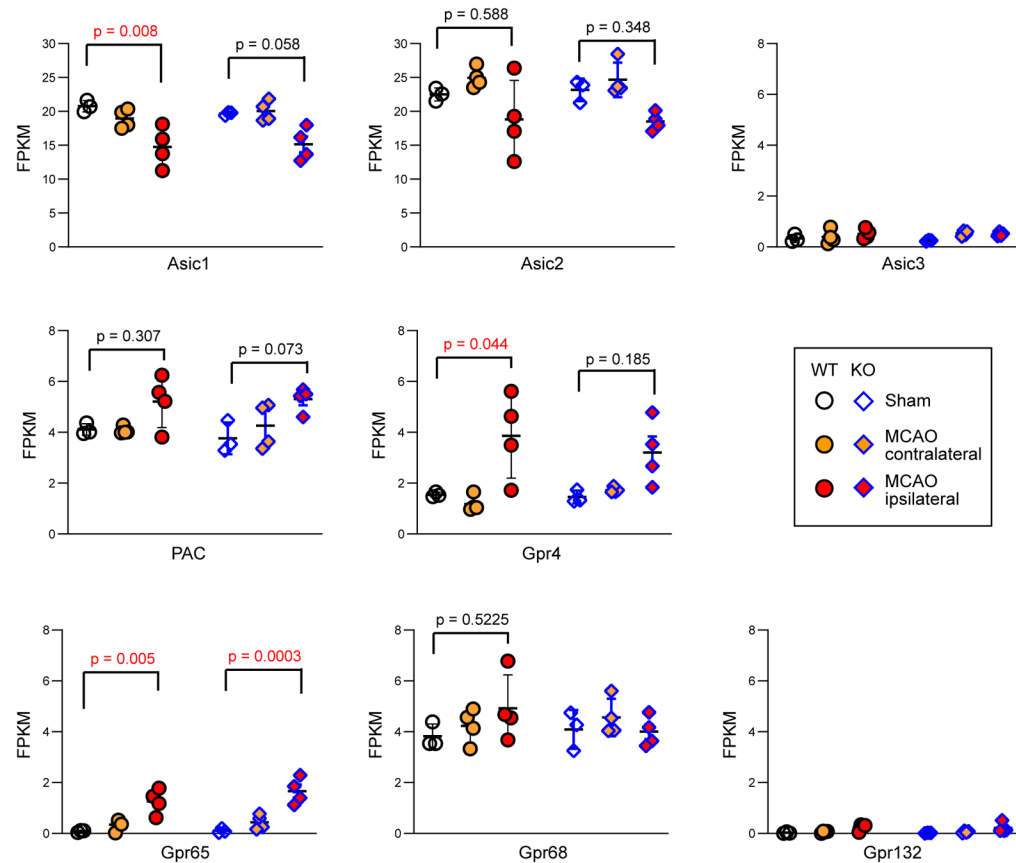 p = 0.008
p = 0.058
30
25
20
15
10
5
0
FPKM
Asic1
p = 0.588
p = 0.348
30
25
20
15
10
5
0
FPKM
Asic2
8
6
4
2
0
FPKM
Asic3
p = 0.307
p = 0.073
8
6
4
2
0
FPKM
PAC
p = 0.044
p = 0.185
8
6
4
2
0
FPKM
Gpr4
WT KO
Sham
MCAO
contralateral
MCAO
ipsilateral
p = 0.005
p = 0.0003
8
6
4
2
0
FPKM
Gpr65
p = 0.5225
8
6
4
2
0
FPKM
Gpr68
8
6
4
2
0
FPKM
Gpr132